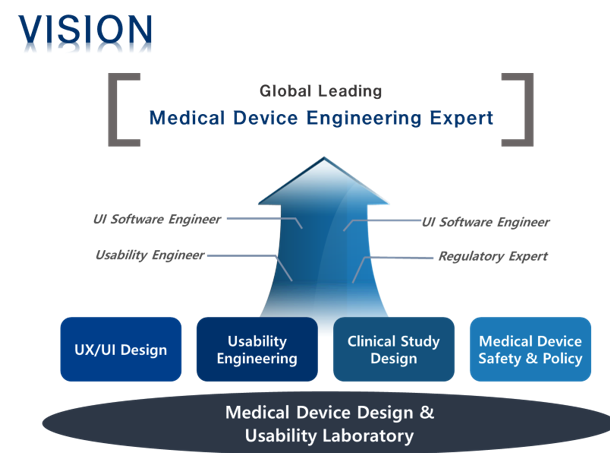 VISION
Global Leading
Medical Device Engineering Expert
UI Software Engineer
UI Software Engineer
Usability Engineer
Regulatory Expert
UX/UI Design
Usability
Engineering
Clinical Study
Design
Medical Device
Safety & Policy
Medical Device Design &
Usability Laboratory